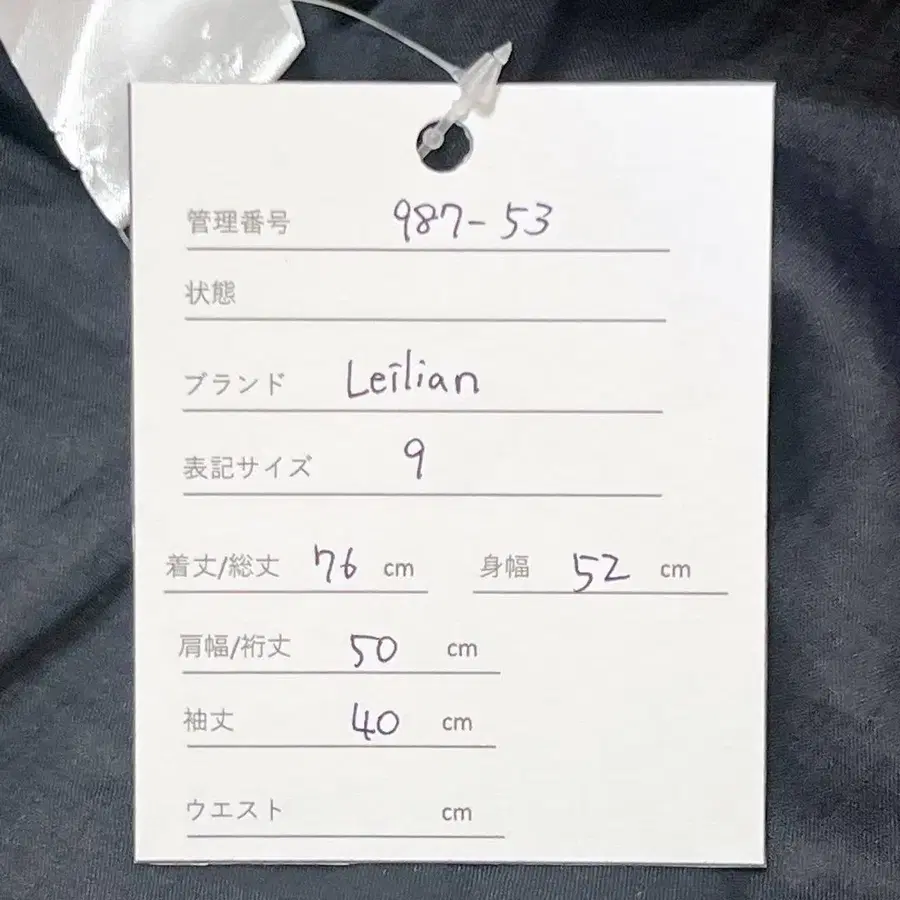 管理番号 987-53
状態
ブランド Leilian
表記サイズ 9
着丈/総丈 76 cm 身幅 52 cm
肩幅/裄丈 50 cm
袖丈 40 cm
ウエスト cm